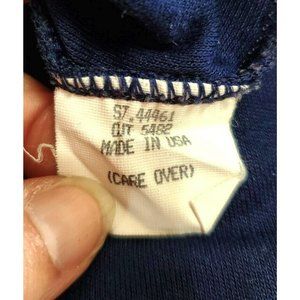 ST. 44461
CUT 5482
MADE IN USA
(CARE OVER)